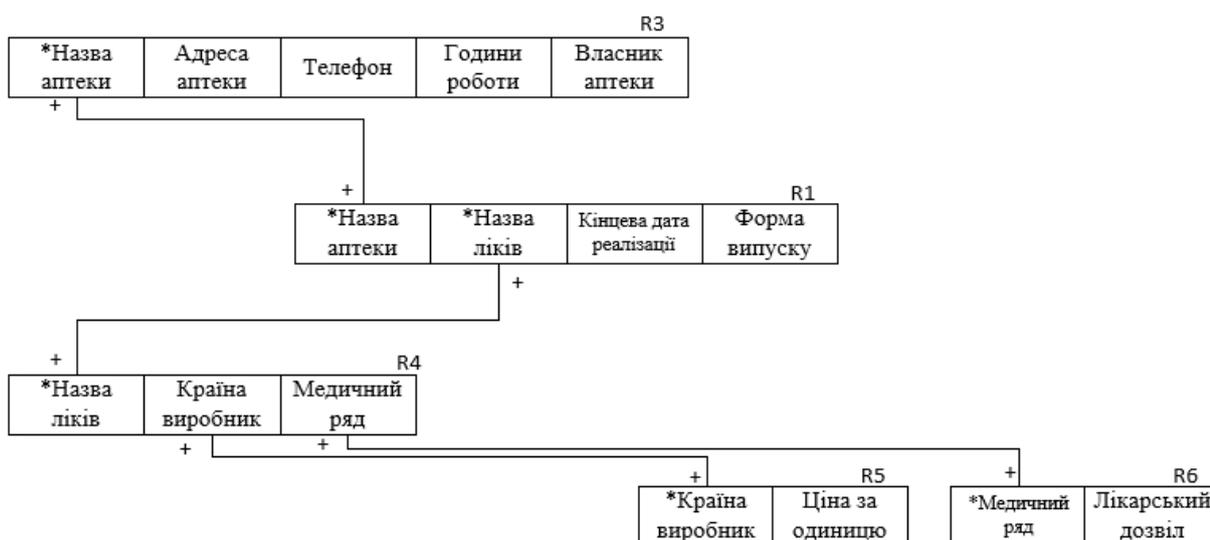 R3
*Назва аптеки
Адреса аптеки
Телефон
Години роботи
Власник аптеки
+
+
R1
*Назва аптеки
*Назва ліків
Кінцева дата реалізації
Форма випуску
+
+
R4
*Назва ліків
Країна виробник
Медичний ряд
+
+
+
R5
*Країна виробник
Ціна за одиницю
+
R6
*Медичний ряд
Лікарський дозвіл